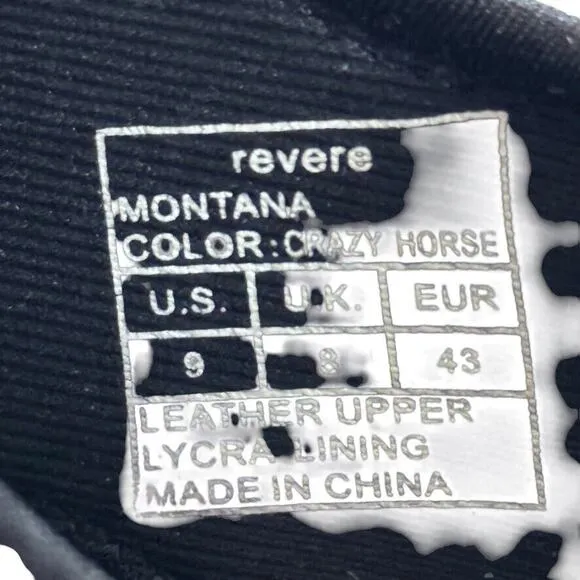 revere
MONTANA
COLOR: CRAZY HORSE
U.S. U.K. EUR
9 8 43
LEATHER UPPER
LYCRA LINING
MADE IN CHINA